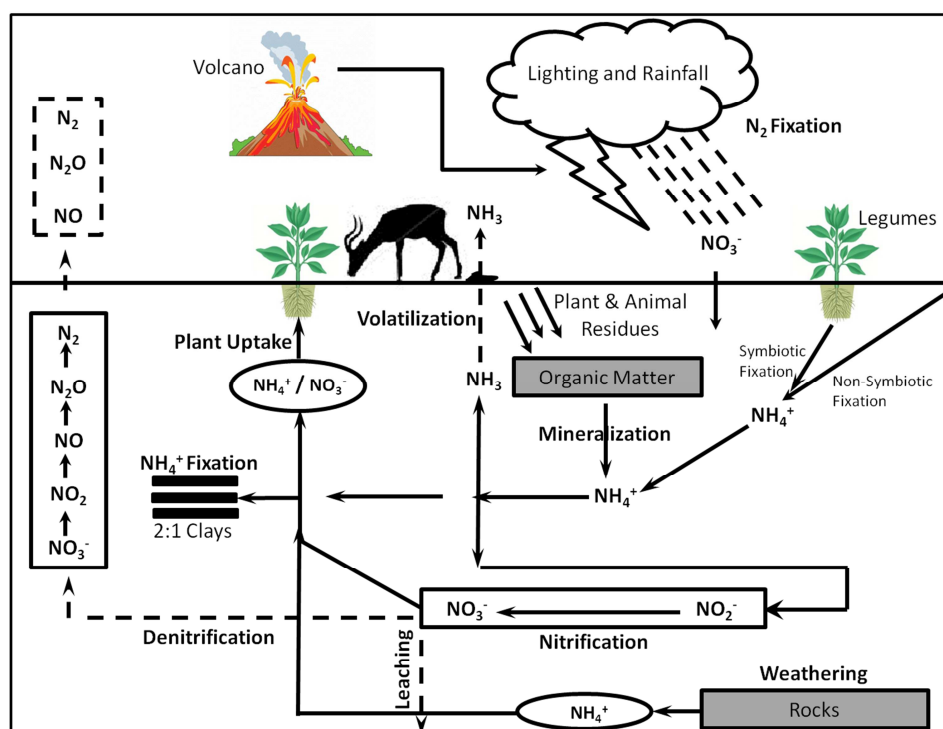 Volcano
Lighting and Rainfall
N₂ Fixation
N₂
N₂O
NO
NH₃
NO₃⁻
Legumes
Plant & Animal
Residues
Volatilization
Plant Uptake
NH₄⁺ / NO₃⁻
NH₃
Organic Matter
Symbiotic
Fixation
Non-Symbiotic
Fixation
NH₄⁺
Mineralization
NH₄⁺
N₂
N₂O
NO
NO₂
NO₃⁻
NH₄⁺ Fixation
2:1 Clays
NO₃⁻
NO₂⁻
Denitrification
Nitrification
Leaching
Weathering
NH₄⁺
Rocks